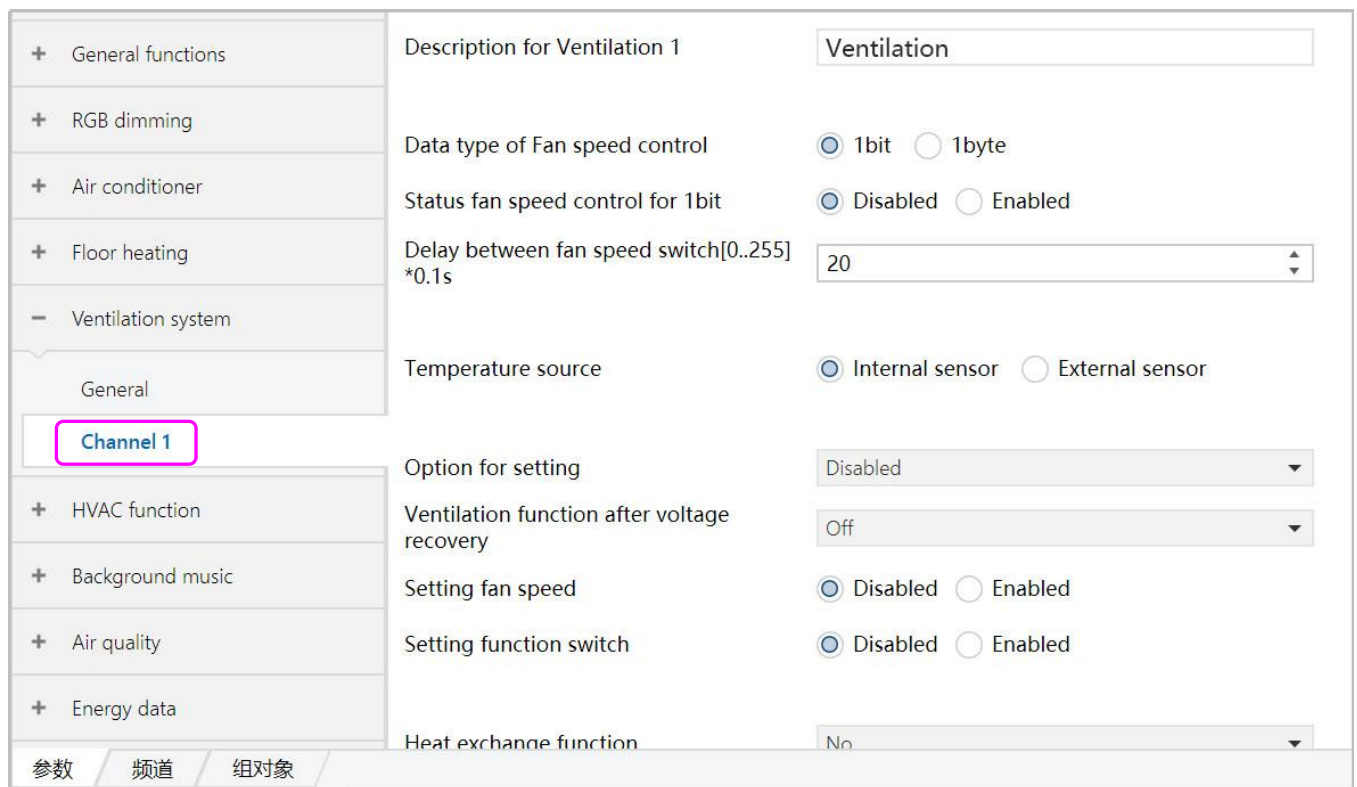 General functions
RGB dimming
Air conditioner
Floor heating
Ventilation system
General
Channel 1
HVAC function
Background music
Air quality
Energy data
Description for Ventilation 1
Ventilation
Data type of Fan speed control
1bit
1byte
Status fan speed control for 1bit
Disabled
Enabled
Delay between fan speed switch[0..255]
*0.1s
20
Temperature source
Internal sensor
External sensor
Option for setting
Disabled
Ventilation function after voltage
recovery
Off
Setting fan speed
Disabled
Enabled
Setting function switch
Disabled
Enabled
Heat exchange function
No
参数
频道
组对象